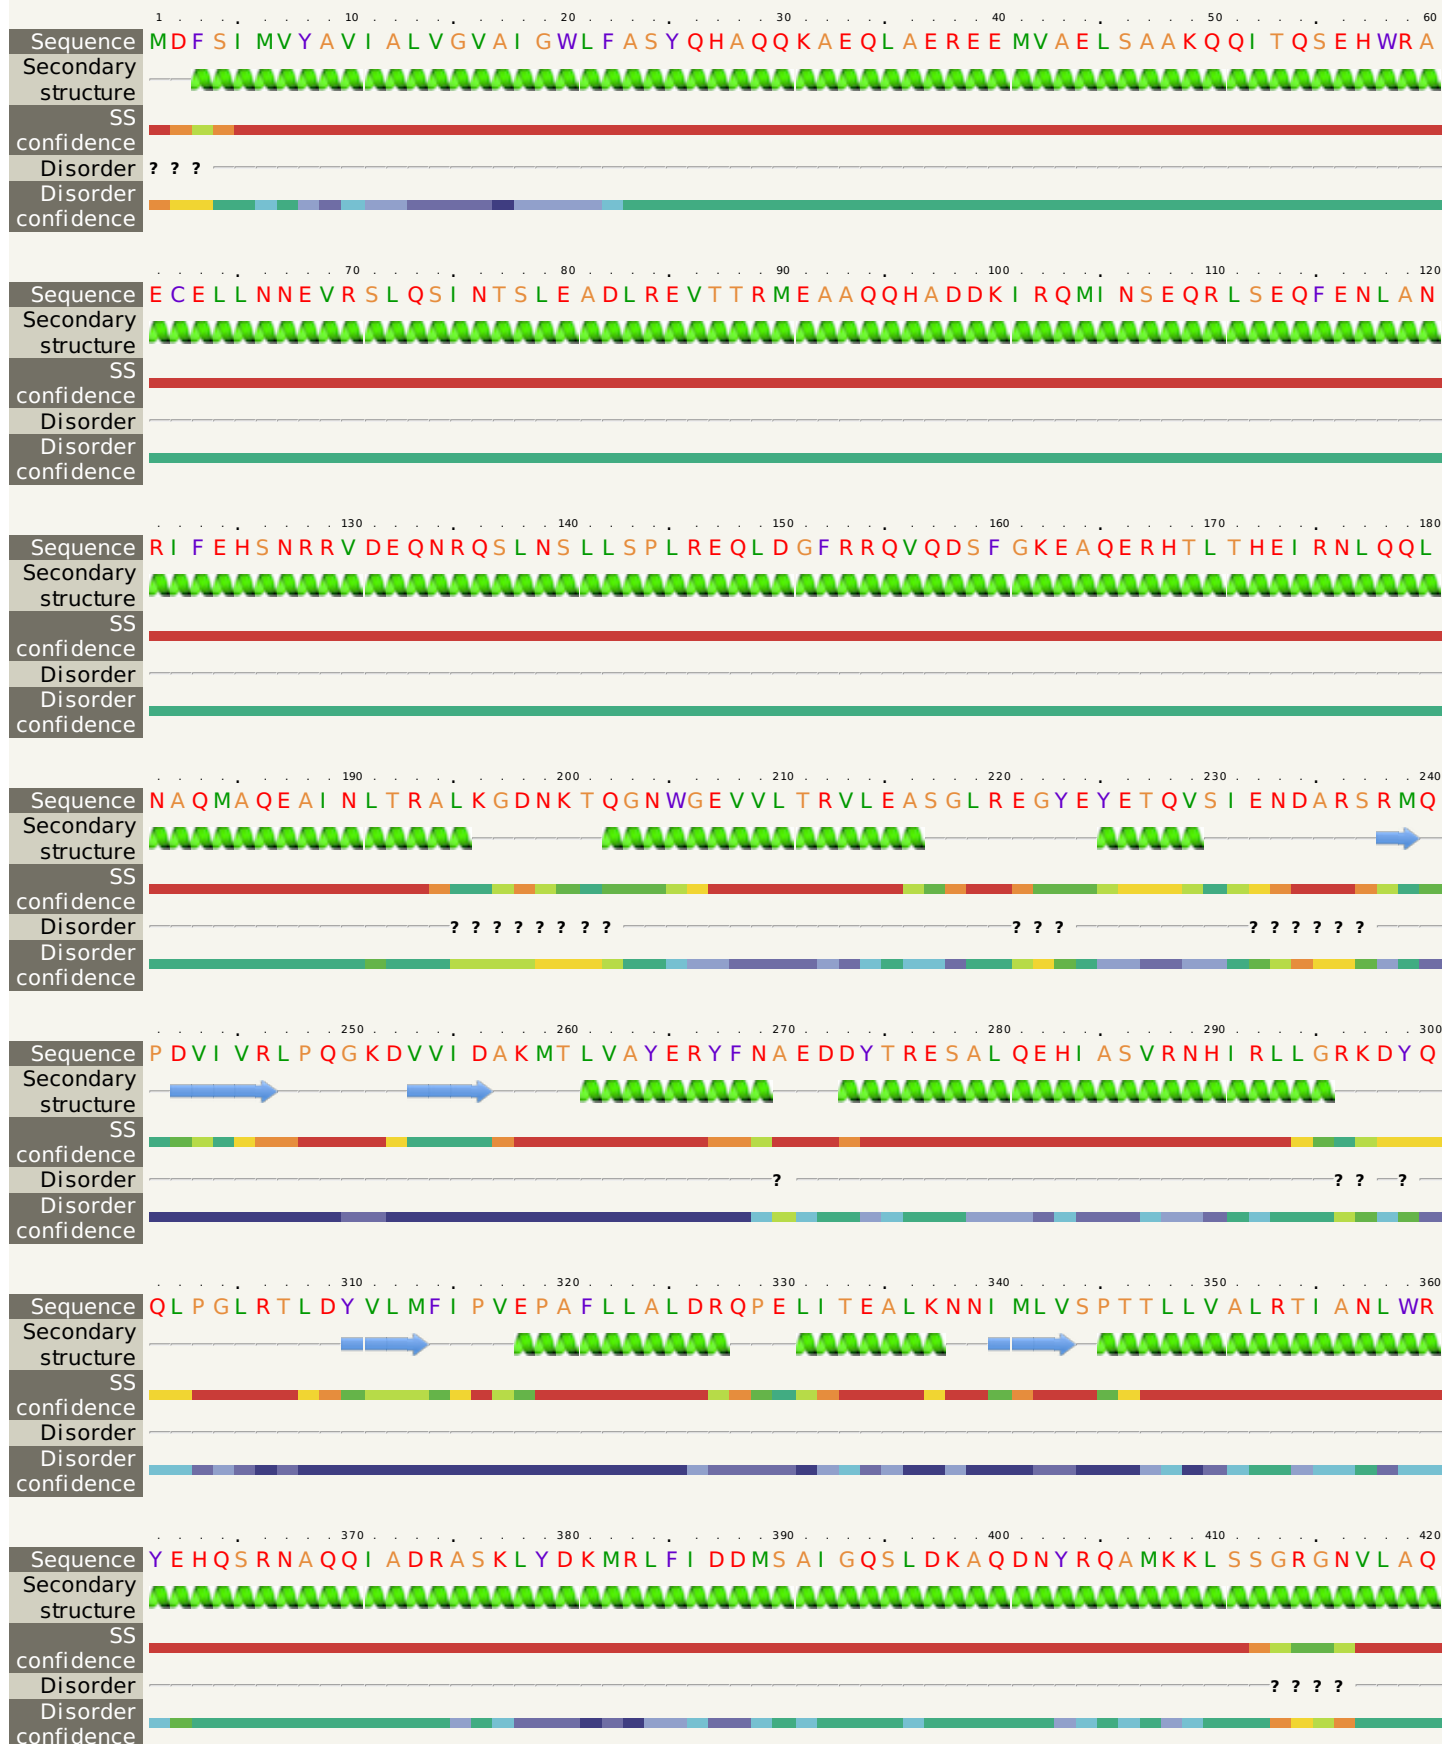 1 10 20 30 40 50 60
Sequence MDFSIMVYAVIALVGVAIGWLFASYQHAQQKAEQLAEREEMVAELSAAKQQITQSEHWRA
Secondary
structure
SS
confidence
Disorder ? ? ?
Disorder
confidence
70 80 90 100 110 120
Sequence ECELLNNEVRSLQSINTSLEADLREVTTRMEAAQQHADDKIRQMINSEQRLSEQFENLAN
Secondary
structure
SS
confidence
Disorder
Disorder
confidence
130 140 150 160 170 180
Sequence RIFEHSNRRVDEQNRQSLNSLLSPLREQLDGFRRQVQDSFGKEAQERHTLTHEIRNLQQL
Secondary
structure
SS
confidence
Disorder
Disorder
confidence
190 200 210 220 230 240
Sequence NAQMAQEAINLTRALKGDNKTQGNWGEVVLTRVLEASGLREGYEYETQVSIENDARSRMQ
Secondary
structure
SS
confidence
Disorder ? ? ? ? ? ? ? ? ? ? ? ? ? ? ? ? ?
Disorder
confidence
250 260 270 280 290 300
Sequence PDVIVRLPQGKDVVIDAKMTLVAYERYFNAEDDYTRESALQEHIASVRNHIRLLGRKDYQ
Secondary
structure
SS
confidence
Disorder ? ? ? ?
Disorder
confidence
310 320 330 340 350 360
Sequence QLPGLRTLDYVLMFIPVEPAFLLALDRQPELITEALKNNIMLVSPTTLLVALRTIANLWR
Secondary
structure
SS
confidence
Disorder
Disorder
confidence
370 380 390 400 410 420
Sequence YEHQSRNAQQIADRASKLYDKMRLFIDDMSAIGQSLDKAQDNYRQAMKKLSSGRGNVLAQ
Secondary
structure
SS
confidence
Disorder ? ? ? ?
Disorder
confidence